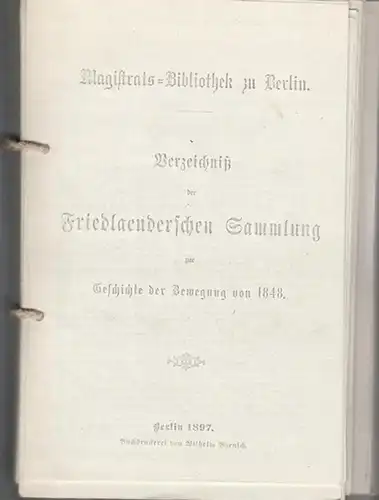 Magistrats=Bibliothek zu Berlin.
Verzeichniß
der
Friedlaenderschen Sammlung
zur
Geschichte der Bewegung von 1848.
Berlin 1897.
Buchdruckerei von Wilhelm